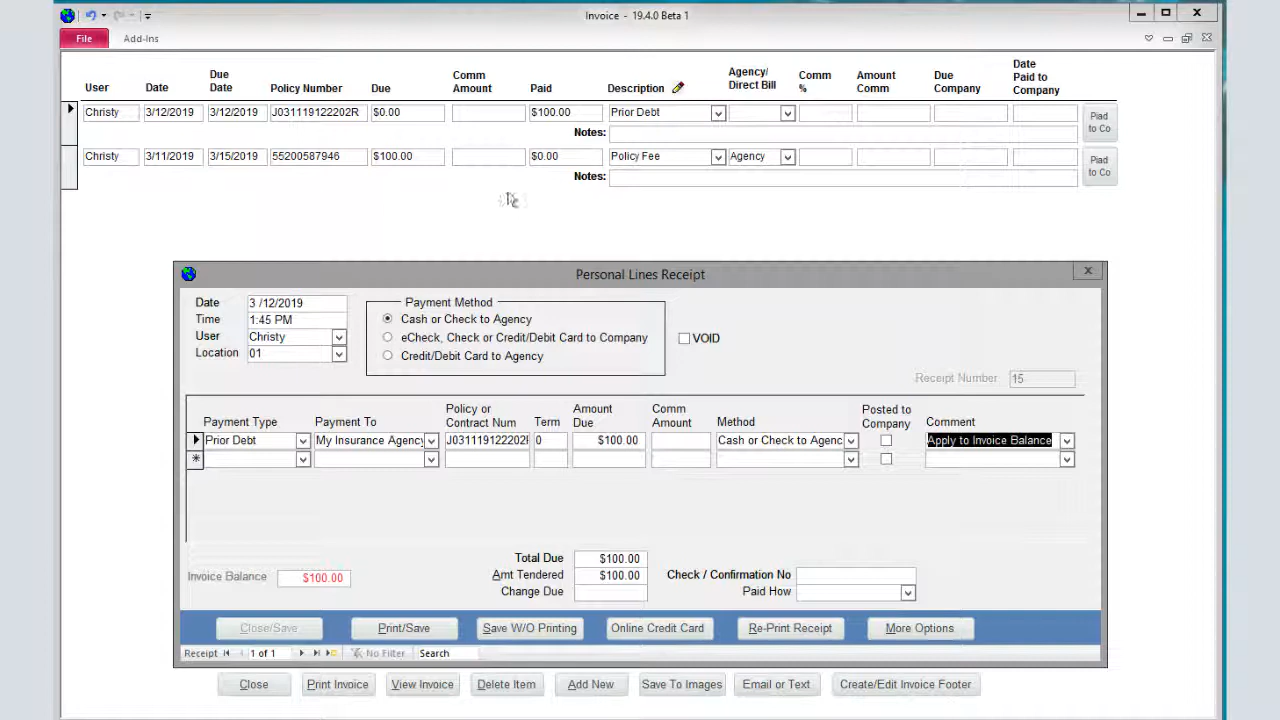 Invoice - 19.4.0 Beta 1
File Add-Ins
User Date Due Date Policy Number Due Comm Amount Paid Description Agency/ Direct Bill Comm % Amount Comm Due Company Date Paid to Company
Christy 3/12/2019 3/12/2019 J031119122202R $0.00 $100.00 Prior Debt Piad to Co
Notes:
Christy 3/11/2019 3/15/2019 55200587946 $100.00 $0.00 Policy Fee Agency Piad to Co
Notes:
Personal Lines Receipt
Date 3 /12/2019
Time 1:45 PM
User Christy
Location 01
Payment Method
Cash or Check to Agency
eCheck, Check or Credit/Debit Card to Company
Credit/Debit Card to Agency
VOID
Receipt Number 15
Payment Type Payment To Policy or Contract Num Term Amount Due Comm Amount Method Posted to Company Comment
Prior Debt My Insurance Agency J031119122202 0 $100.00 Cash or Check to Agenc Apply to Invoice Balance
Total Due $100.00
Invoice Balance $100.00 Amt Tendered $100.00 Check / Confirmation No
Change Due Paid How
Close/Save Print/Save Save W/O Printing Online Credit Card Re-Print Receipt More Options
Receipt 1 of 1 No Filter Search
Close Print Invoice View Invoice Delete Item Add New Save To Images Email or Text Create/Edit Invoice Footer